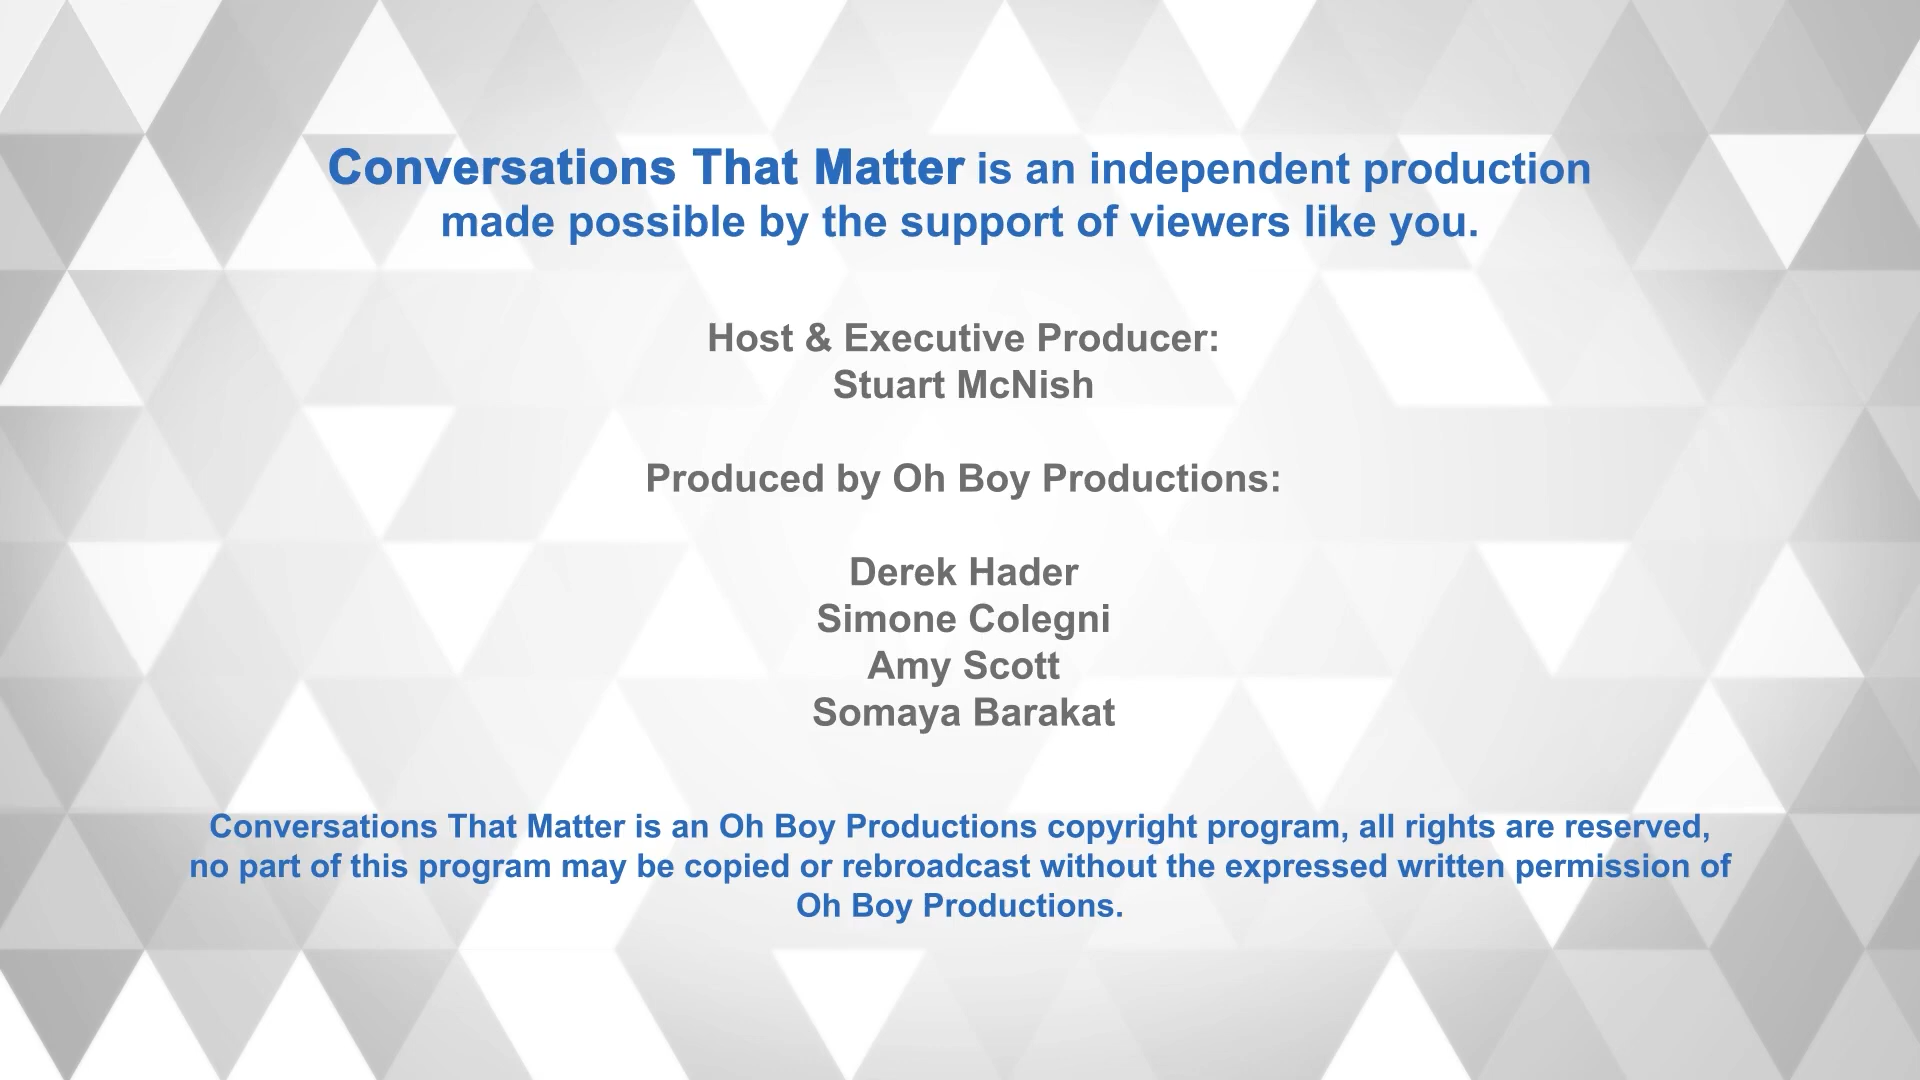 Conversations That Matter is an independent production
made possible by the support of viewers like you.
Host & Executive Producer:
Stuart McNish
Produced by Oh Boy Productions:
Derek Hader
Simone Colegni
Amy Scott
Somaya Barakat
Conversations That Matter is an Oh Boy Productions copyright program, all rights are reserved,
no part of this program may be copied or rebroadcast without the expressed written permission of
Oh Boy Productions.